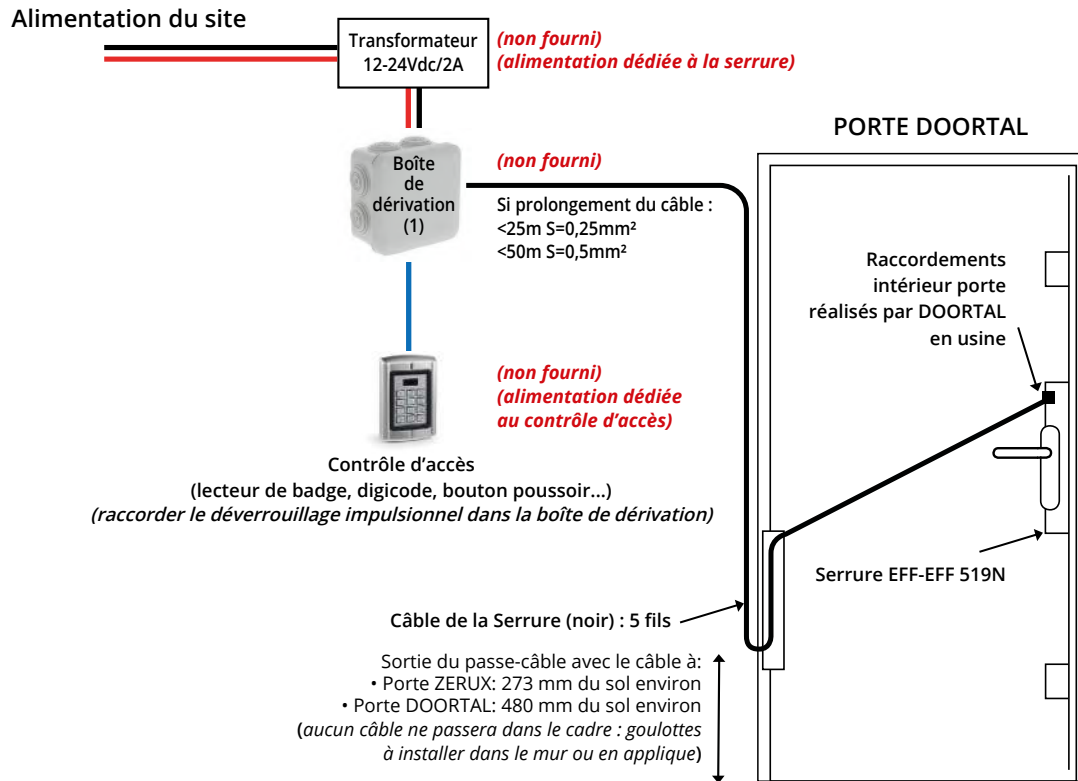 Alimentation du site
Transformateur
12-24Vdc/2A
(non fourni)
(alimentation dédiée à la serrure)
PORTE DOORTAL
Boîte
de
dérivation
(1)
(non fourni)
Si prolongement du câble :
<25m S=0,25mm²
<50m S=0,5mm²
Raccordements
intérieur porte
réalisés par DOORTAL
en usine
(non fourni)
(alimentation dédiée
au contrôle d’accès)
Contrôle d’accès
(lecteur de badge, digicode, bouton poussoir...)
(raccorder le déverrouillage impulsionnel dans la boîte de dérivation)
Serrure EFF-EFF 519N
Câble de la Serrure (noir) : 5 fils
Sortie du passe-câble avec le câble à:
• Porte ZERUX: 273 mm du sol environ
• Porte DOORTAL: 480 mm du sol environ
(aucun câble ne passera dans le cadre : goulottes
à installer dans le mur ou en applique)